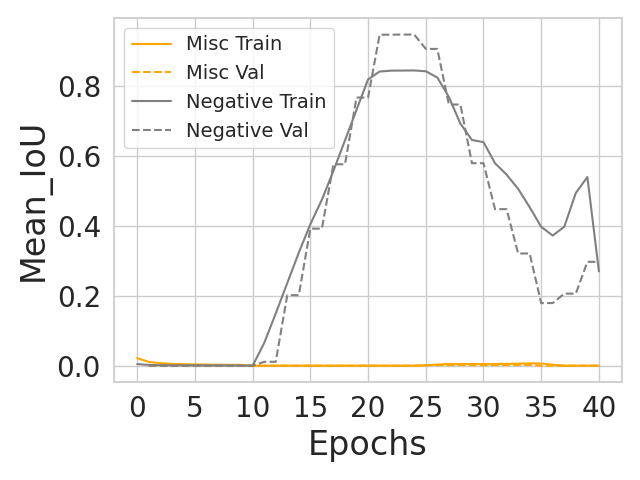 Misc Train
Misc Val
Negative Train
Negative Val
Mean_IoU
0.8
0.6
0.4
0.2
0.0
0 5 10 15 20 25 30 35 40
Epochs